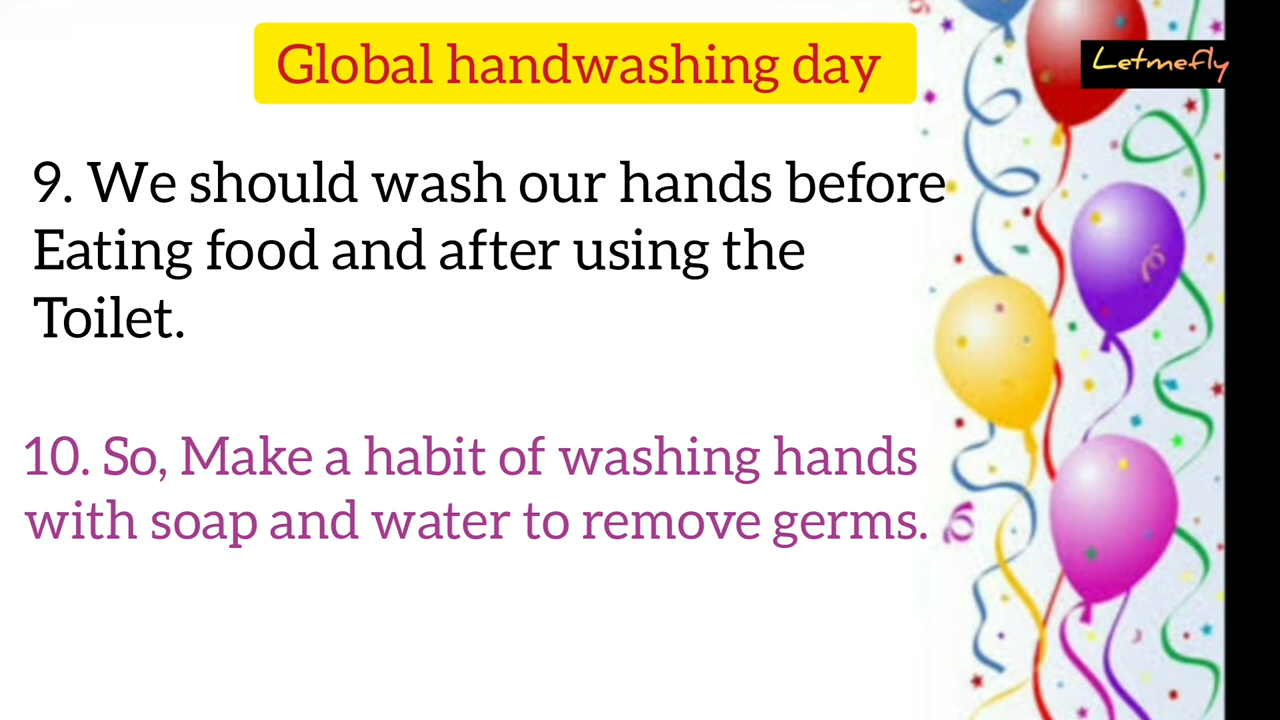 Global handwashing day
Letmefly
9. We should wash our hands before
Eating food and after using the
Toilet.
10. So, Make a habit of washing hands
with soap and water to remove germs.